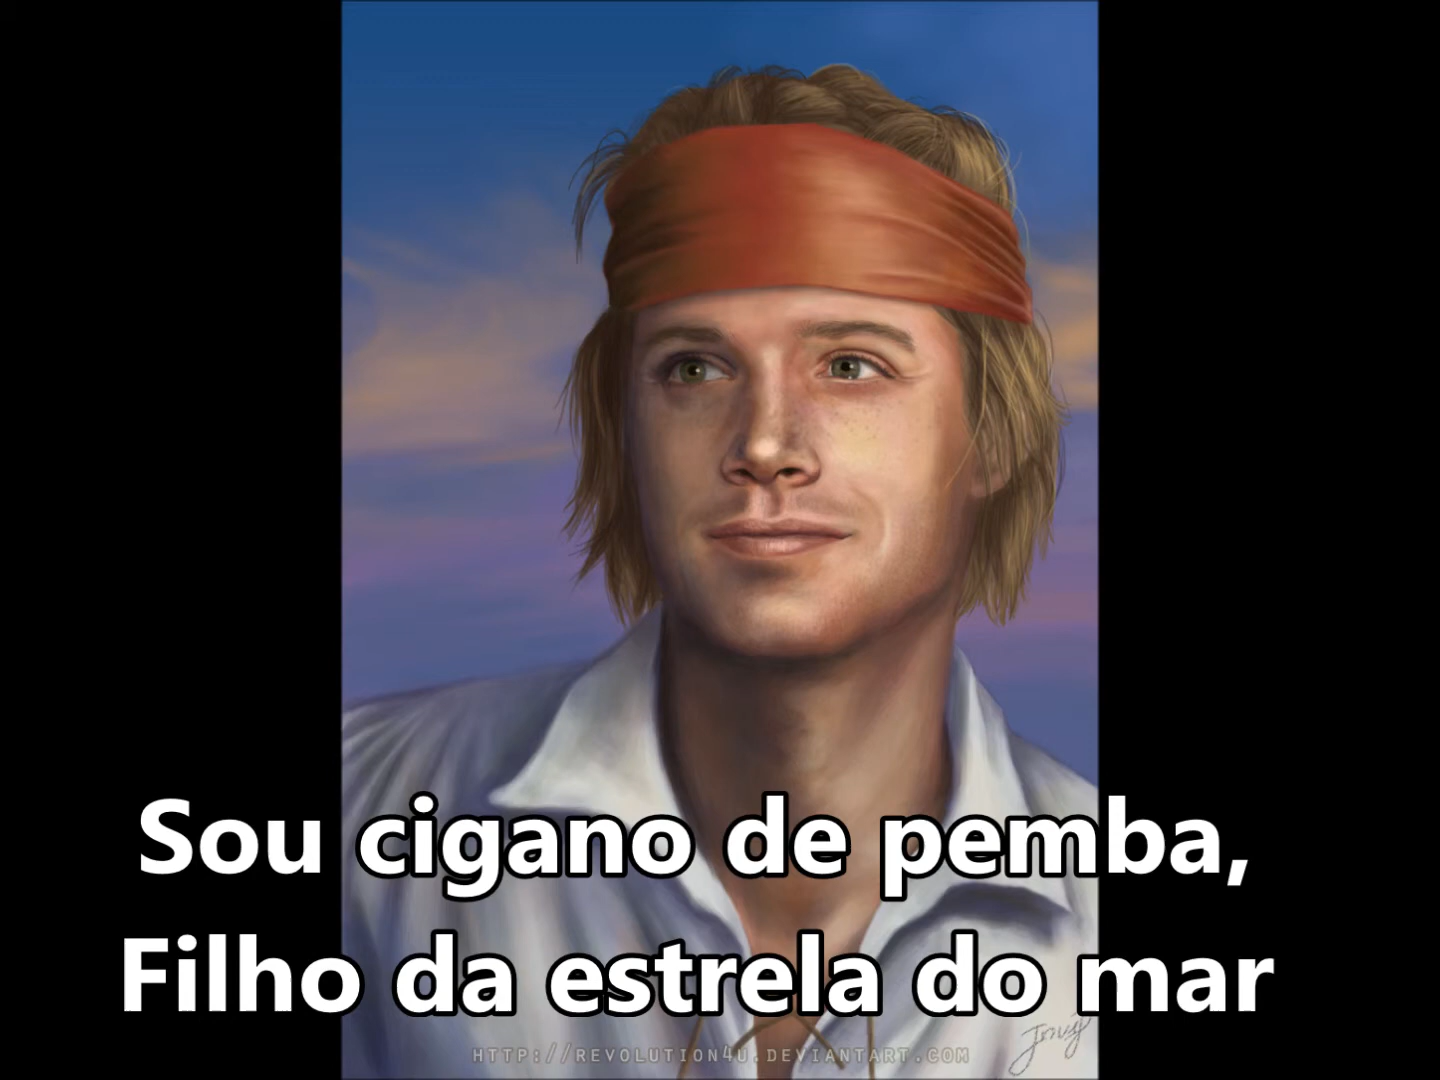 Sou cigano de pemba,
Filho da estrela do mar
HTTP://REVOLUTION4U.DEVIANTART.COM